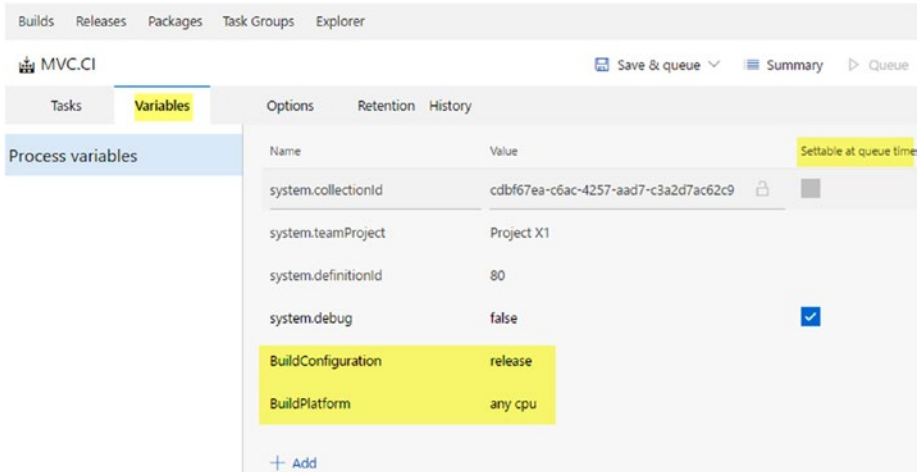 Builds Releases Packages Task Groups Explorer
MVC.CI Save & queue Summary Queue
Tasks Variables Options Retention History
Process variables
Name Value Settable at queue time
system.collectionId cdbf67ea-c6ac-4257-aad7-c3a2d7ac62c9
system.teamProject Project X1
system.definitionId 80
system.debug false
BuildConfiguration release
BuildPlatform any cpu
+ Add